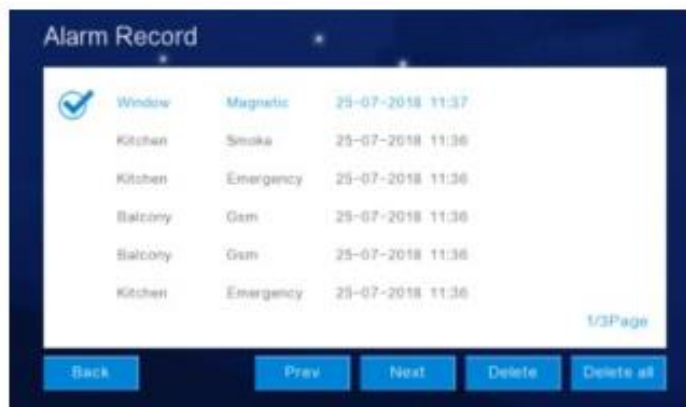 Alarm Record
Window Magnetic 25-07-2018 11:37
Kitchen Smoke 25-07-2018 11:36
Kitchen Emergency 25-07-2018 11:36
Balcony Gsm 25-07-2018 11:36
Balcony Gsm 25-07-2018 11:36
Kitchen Emergency 25-07-2018 11:36
1/3Page
Back Prev Next Delete Delete all